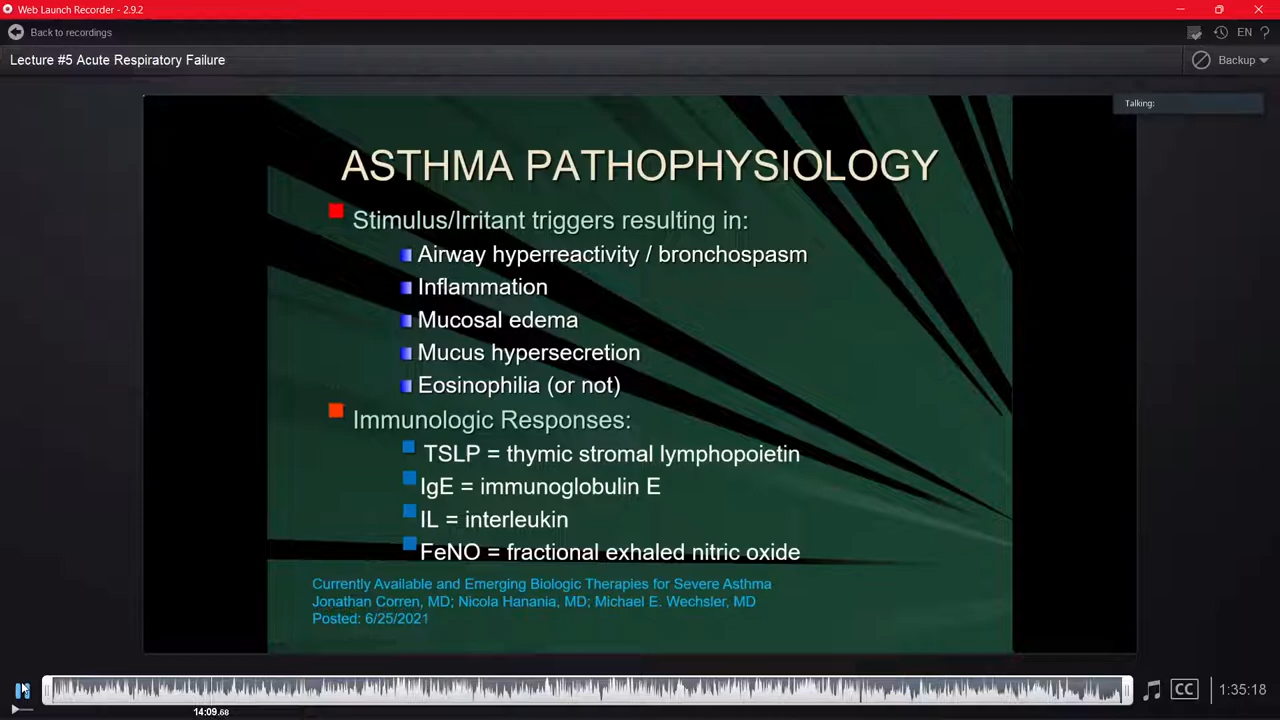 Web Launch Recorder - 2.9.2
Back to recordings
EN ?
Lecture #5 Acute Respiratory Failure
Backup
Talking:
ASTHMA PATHOPHYSIOLOGY
Stimulus/Irritant triggers resulting in:
Airway hyperreactivity / bronchospasm
Inflammation
Mucosal edema
Mucus hypersecretion
Eosinophilia (or not)
Immunologic Responses:
TSLP = thymic stromal lymphopoietin
IgE = immunoglobulin E
IL = interleukin
FeNO = fractional exhaled nitric oxide
Currently Available and Emerging Biologic Therapies for Severe Asthma
Jonathan Corren, MD; Nicola Hanania, MD; Michael E. Wechsler, MD
Posted: 6/25/2021
CC
1:35:18
14:09.68